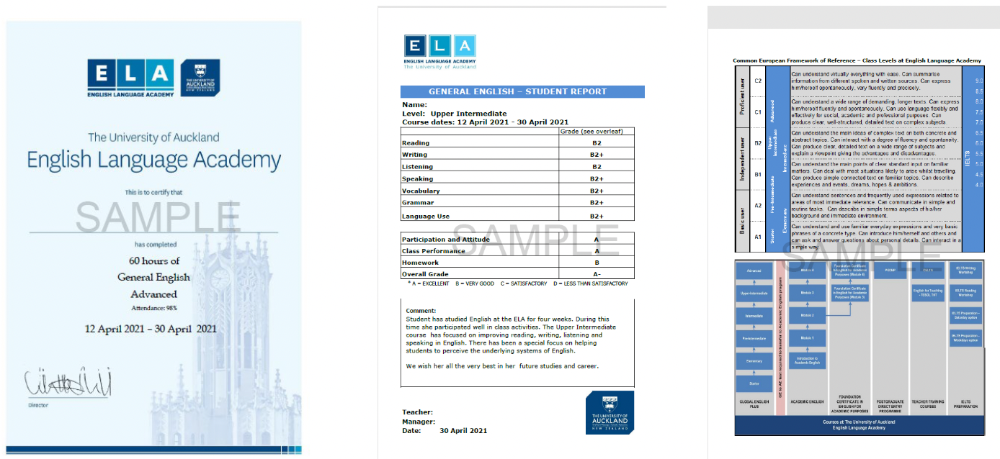 E L A
ENGLISH LANGUAGE ACADEMY
THE UNIVERSITY OF
AUCKLAND
NEW ZEALAND
The University of Auckland
English Language Academy
This is to certify that
SAMPLE
has completed
60 hours of
General English
Advanced
Attendance: 98%
12 April 2021 – 30 April 2021
Director
E L A
ENGLISH LANGUAGE ACADEMY
The University of Auckland
GENERAL ENGLISH – STUDENT REPORT
Name:
Level: Upper Intermediate
Course dates: 12 April 2021 - 30 April 2021
Grade (see overleaf)
Reading B2
Writing B2+
Listening B2
Speaking B2+
Vocabulary B2+
Grammar B2+
Language Use B2+
SAMPLE
Participation and Attitude A
Class Performance A
Homework B
Overall Grade A-
* A = EXCELLENT B = VERY GOOD C = SATISFACTORY D = LESS THAN SATISFACTORY
Comment:
Student has studied English at the ELA for four weeks. During this
time she participated well in class activities. The Upper Intermediate
course has focused on improving reading, writing, listening and
speaking in English. There has been a special focus on helping
students to perceive the underlying systems of English.
We wish her all the very best in her future studies and career.
Teacher:
Manager:
Date: 30 April 2021
THE UNIVERSITY OF
AUCKLAND
NEW ZEALAND
Common European Framework of Reference – Class Levels at English Language Academy
Proficient user
C2
Can understand virtually everything with ease. Can summarise
information from different spoken and written sources. Can express
him/herself spontaneously, very fluently and precisely.
C1
Advanced
Can understand a wide range of demanding, longer texts. Can express
him/herself fluently and spontaneously. Can use language flexibly and
effectively for social, academic and professional purposes. Can
produce clear, well-structured, detailed text on complex subjects.
Independent user
B2
Upper Intermediate
Can understand the main ideas of complex text on both concrete and
abstract topics. Can interact with a degree of fluency and spontaneity.
Can produce clear, detailed text on a wide range of subjects and
explain a viewpoint giving the advantages and disadvantages.
B1
Intermediate
Can understand the main points of clear standard input on familiar
matters. Can deal with most situations likely to arise whilst travelling.
Can produce simple connected text on familiar topics. Can describe
experiences and events, dreams, hopes & ambitions.
Basic user
A2
Pre-Intermediate
Can understand sentences and frequently used expressions related to
areas of most immediate relevance. Can communicate in simple and
routine tasks. Can describe in simple terms aspects of his/her
background and immediate environment.
A1
Starter
Elementary
Can understand and use familiar everyday expressions and very basic
phrases of a concrete type. Can introduce him/herself and others and
can ask and answer questions about personal details. Can interact in a
simple way.
IELTS
9.0
8.5
8.0
7.5
7.0
6.5
6.0
5.5
5.0
4.5
4.0
SAMPLE
Advanced
Upper-Intermediate
Intermediate
Pre-Intermediate
Elementary
Starter
GLOBAL ENGLISH
PLUS
GE to AE test required to transfer to Academic English program
Module 4
Module 3
Module 2
Module 1
Introduction to
Academic English
ACADEMIC ENGLISH
Foundation Certificate
in English for Academic
Purposes (Module 4)
Foundation Certificate
in English for Academic
Purposes (Module 3)
FOUNDATION
CERTIFICATE IN
ENGLISH FOR
ACADEMIC PURPOSES
POSTGRADUATE
DIRECT ENTRY
PROGRAMME
English for Teaching
- TESOL TKT
TEACHER TRAINING
COURSES
IELTS Writing
Workshop
IELTS Reading
Workshop
IELTS Preparation -
Saturday option
IELTS Preparation -
Workdays option
IELTS
PREPARATION
Courses at The University of Auckland
English Language Academy